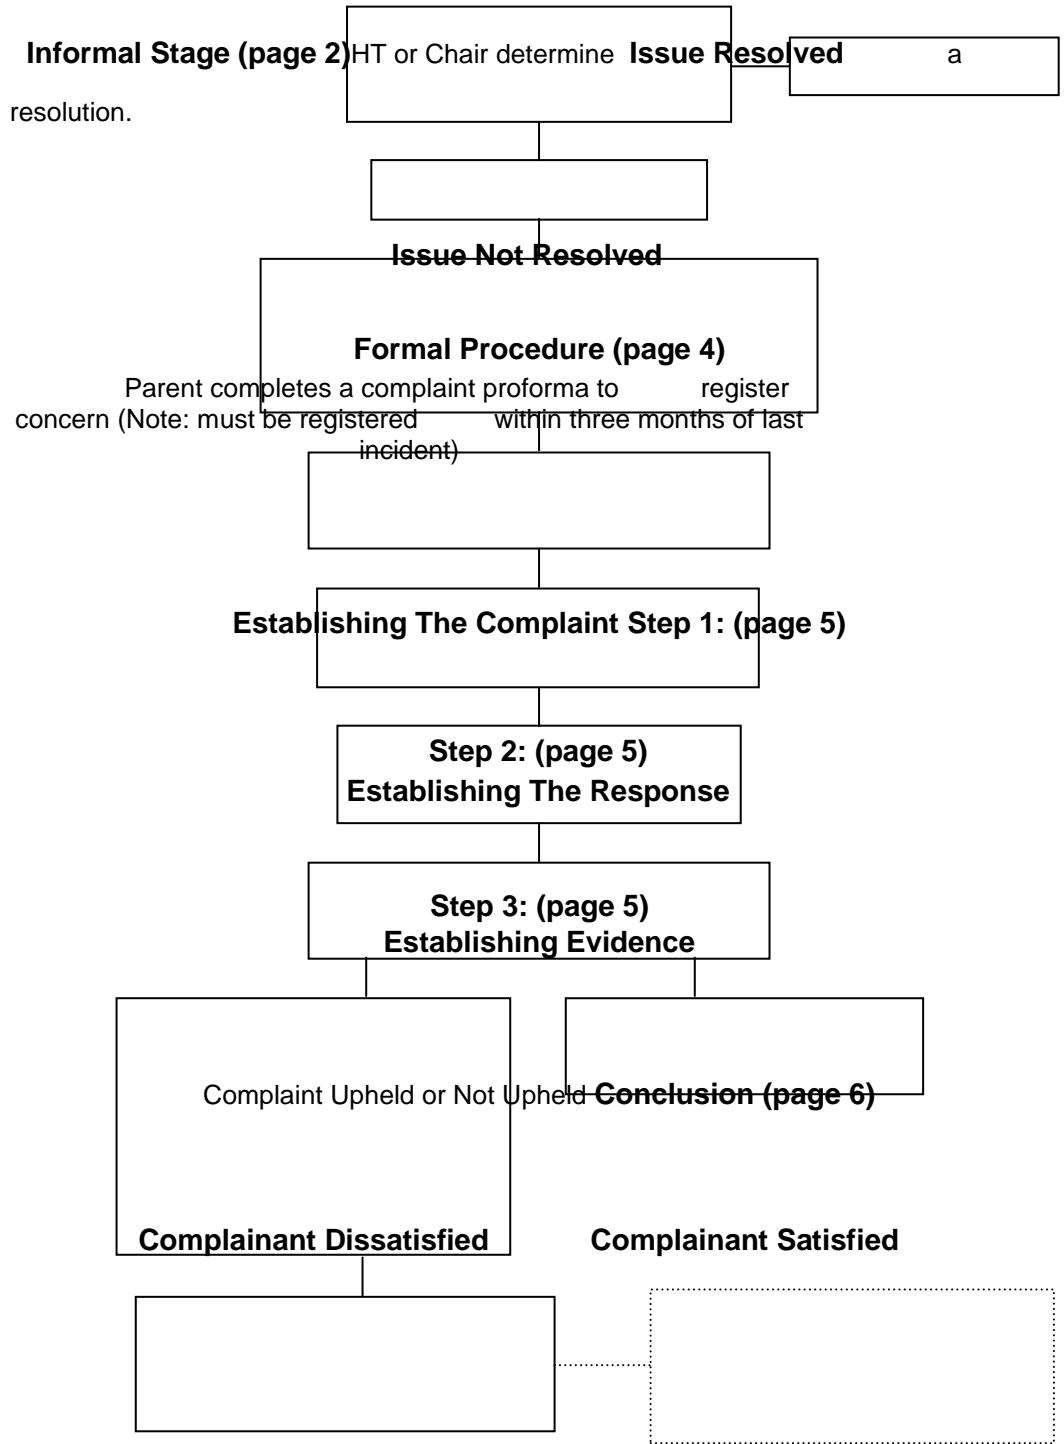 Informal Stage (page 2) HT or Chair determine Issue Resolved a
resolution.
Issue Not Resolved
Formal Procedure (page 4)
Parent completes a complaint proforma to register
concern (Note: must be registered within three months of last
incident)
Establishing The Complaint Step 1: (page 5)
Step 2: (page 5)
Establishing The Response
Step 3: (page 5)
Establishing Evidence
Complaint Upheld or Not Upheld Conclusion (page 6)
Complainant Dissatisfied Complainant Satisfied